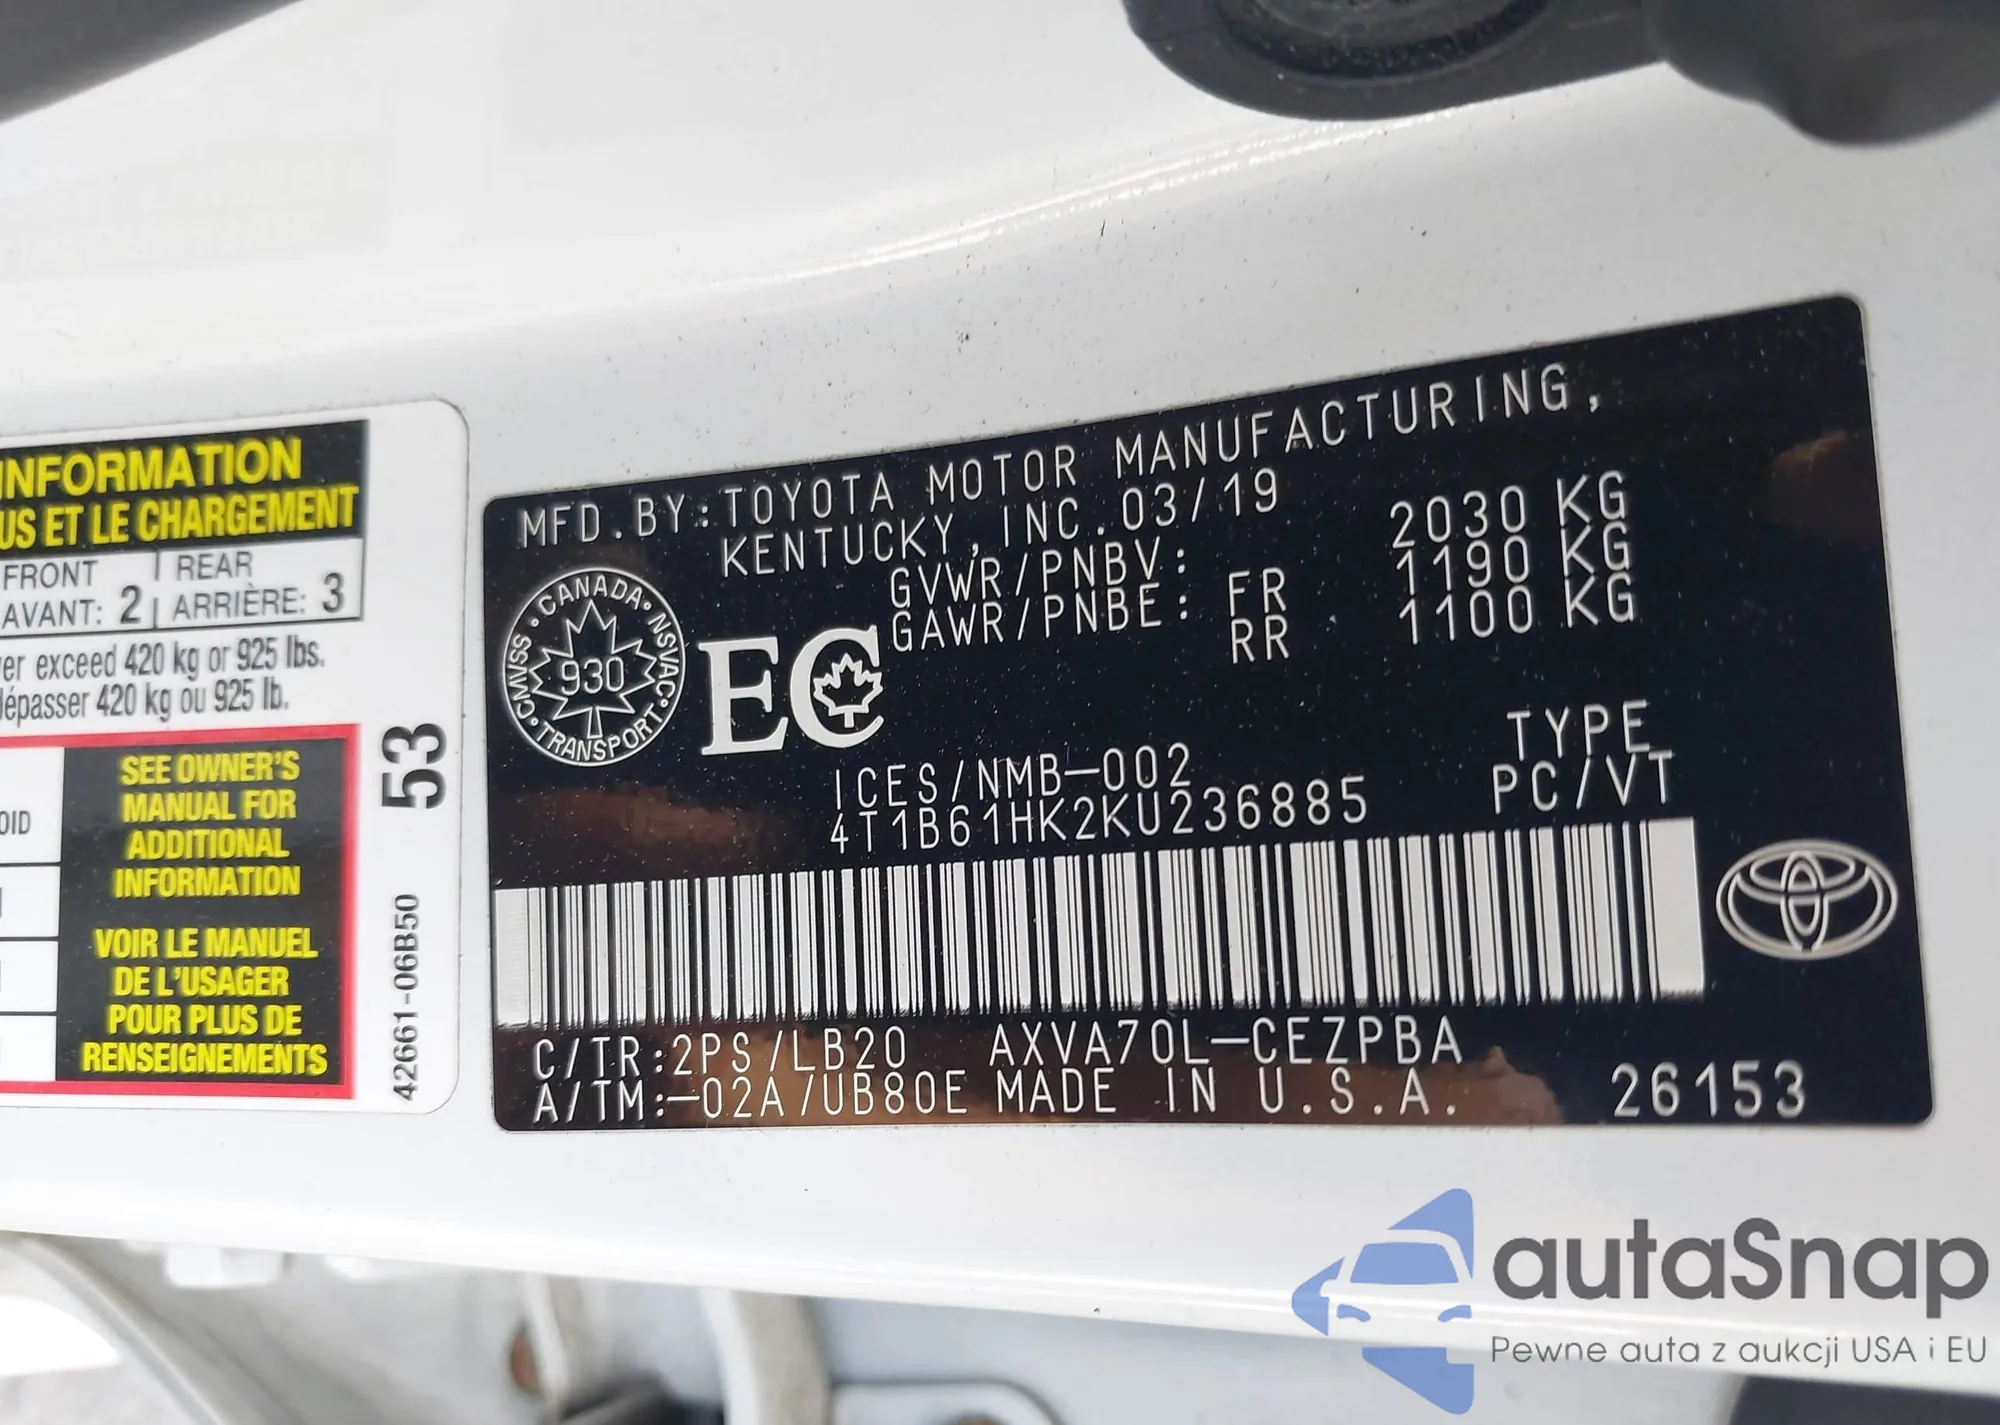 INFORMATION
US ET LE CHARGEMENT
FRONT REAR
AVANT: 2 ARRIÈRE: 3
er exceed 420 kg or 925 lbs.
dépasser 420 kg ou 925 lb.
OID
SEE OWNER'S
MANUAL FOR
ADDITIONAL
INFORMATION
VOIR LE MANUEL
DE L'USAGER
POUR PLUS DE
RENSEIGNEMENTS
53
42661-06B50
MFD.BY:TOYOTA MOTOR MANUFACTURING,
KENTUCKY,INC.03/19
GVWR/PNBV: 2030 KG
GAWR/PNBE: FR 1190 KG
RR 1100 KG
CANADA NSVAC TRANSPORT CMVSS
930
EC
TYPE
ICES/NMB-002 PC/VT
4T1B61HK2KU236885
C/TR:2PS/LB20 AXVA70L-CEZPBA
A/TM:-02A/UB80E MADE IN U.S.A. 26153
autaSnap
Pewne auta z aukcji USA i EU